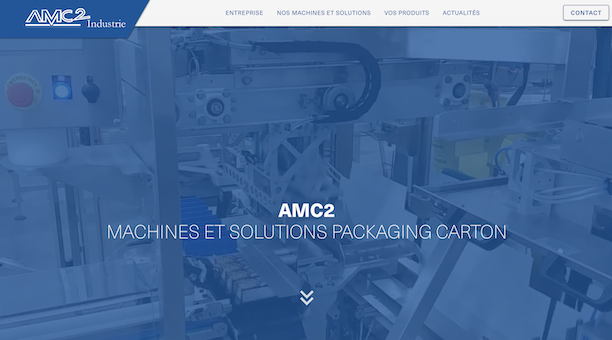 AMC2
Industrie
ENTREPRISE
NOS MACHINES ET SOLUTIONS
VOS PRODUITS
ACTUALITÉS
CONTACT
AMC2
MACHINES ET SOLUTIONS PACKAGING CARTON